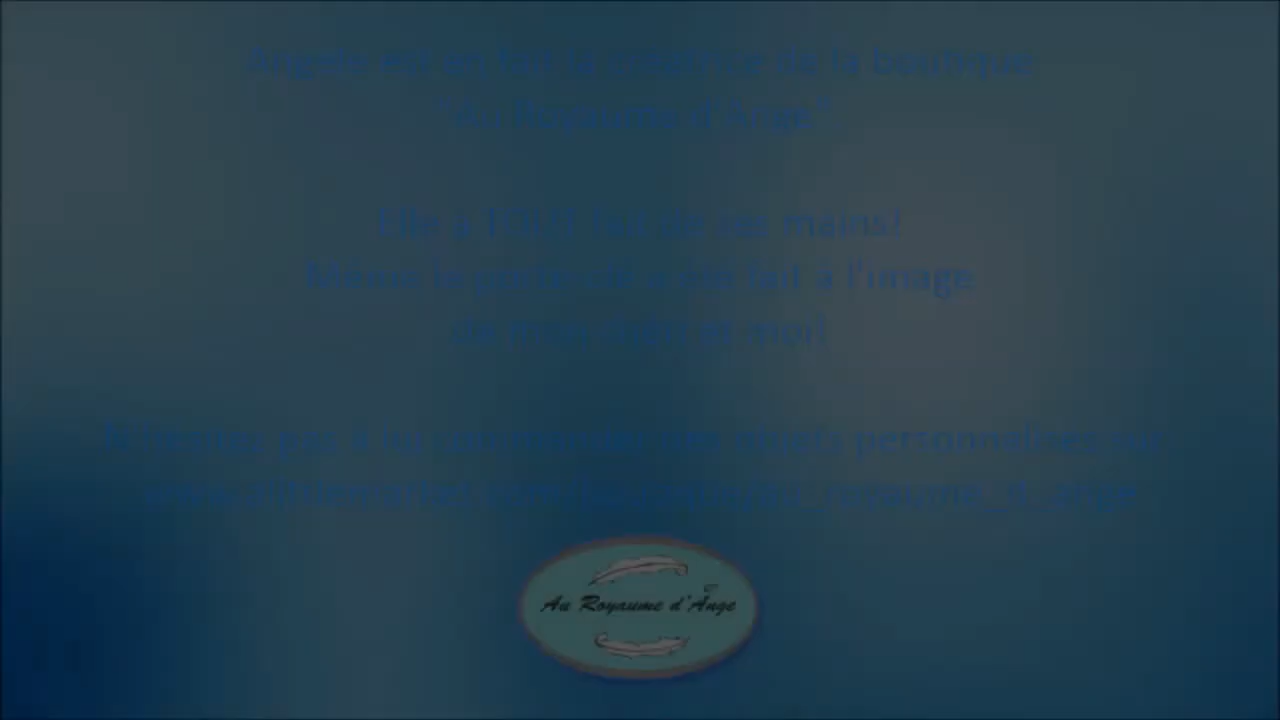 Angèle est en fait la créatrice de la boutique
"Au Royaume d'Ange"
Elle a TOUT fait de ses mains!
Même le porte-clé a été fait à l'image
de mon et moi!
N'hésitez pas à lui commander des objets personnalisés sur
www.alittlemarket.com/boutique/au_royaume_d_ange
Au Royaume d'Ange